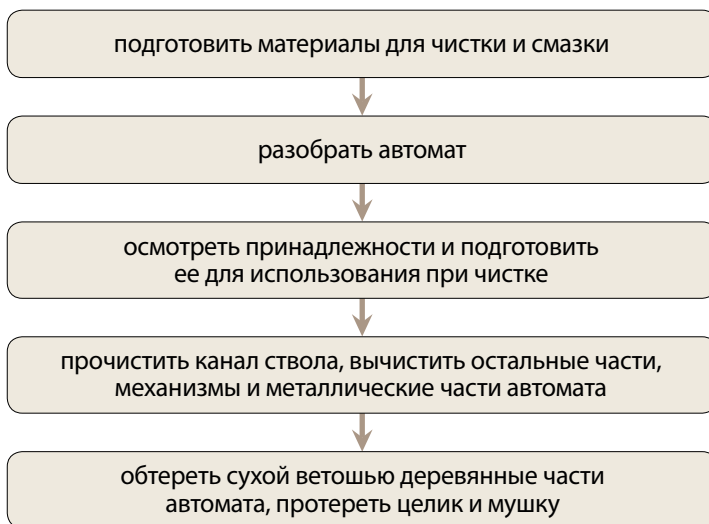 подготовить материалы для чистки и смазки
разобрать автомат
осмотреть принадлежности и подготовить
ее для использования при чистке
прочистить канал ствола, вычистить остальные части,
механизмы и металлические части автомата
обтереть сухой ветошью деревянные части
автомата, протереть целик и мушку